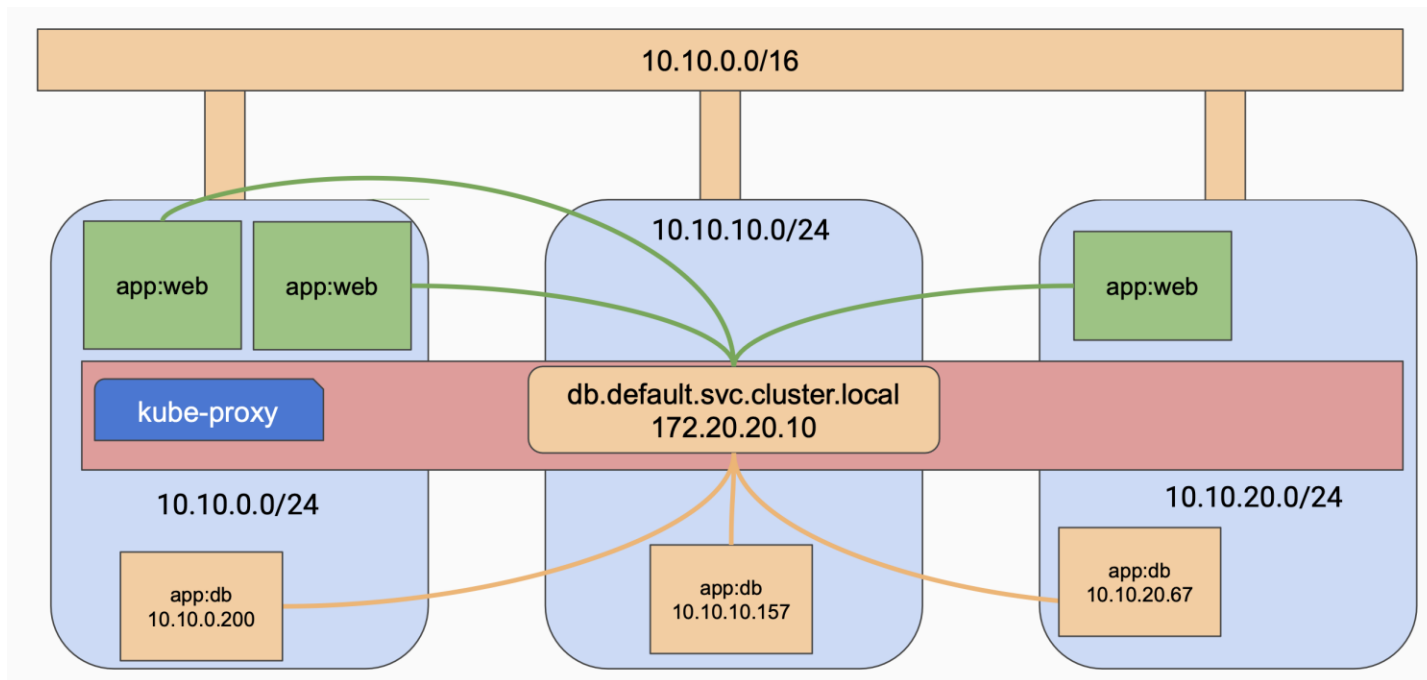 10.10.0.0/16
10.10.10.0/24
app:web
app:web
app:web
kube-proxy
db.default.svc.cluster.local
172.20.20.10
10.10.0.0/24
10.10.20.0/24
app:db
10.10.0.200
app:db
10.10.10.157
app:db
10.10.20.67